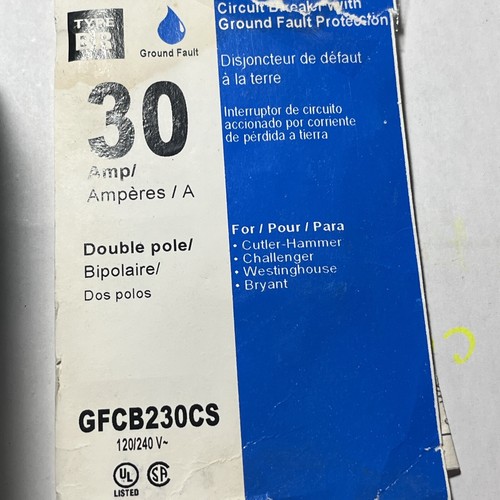 TYPE
BR
Ground Fault
Circuit Breaker with
Ground Fault Protection
Disjoncteur de défaut
à la terre
Interruptor de circuito
accionado por corriente
de pérdida a tierra
30
Amp/
Ampères / A
Double pole/
Bipolaire/
Dos polos
For / Pour / Para
• Cutler-Hammer
• Challenger
• Westinghouse
• Bryant
GFCB230CS
120/240 V~
UL
LISTED
SA